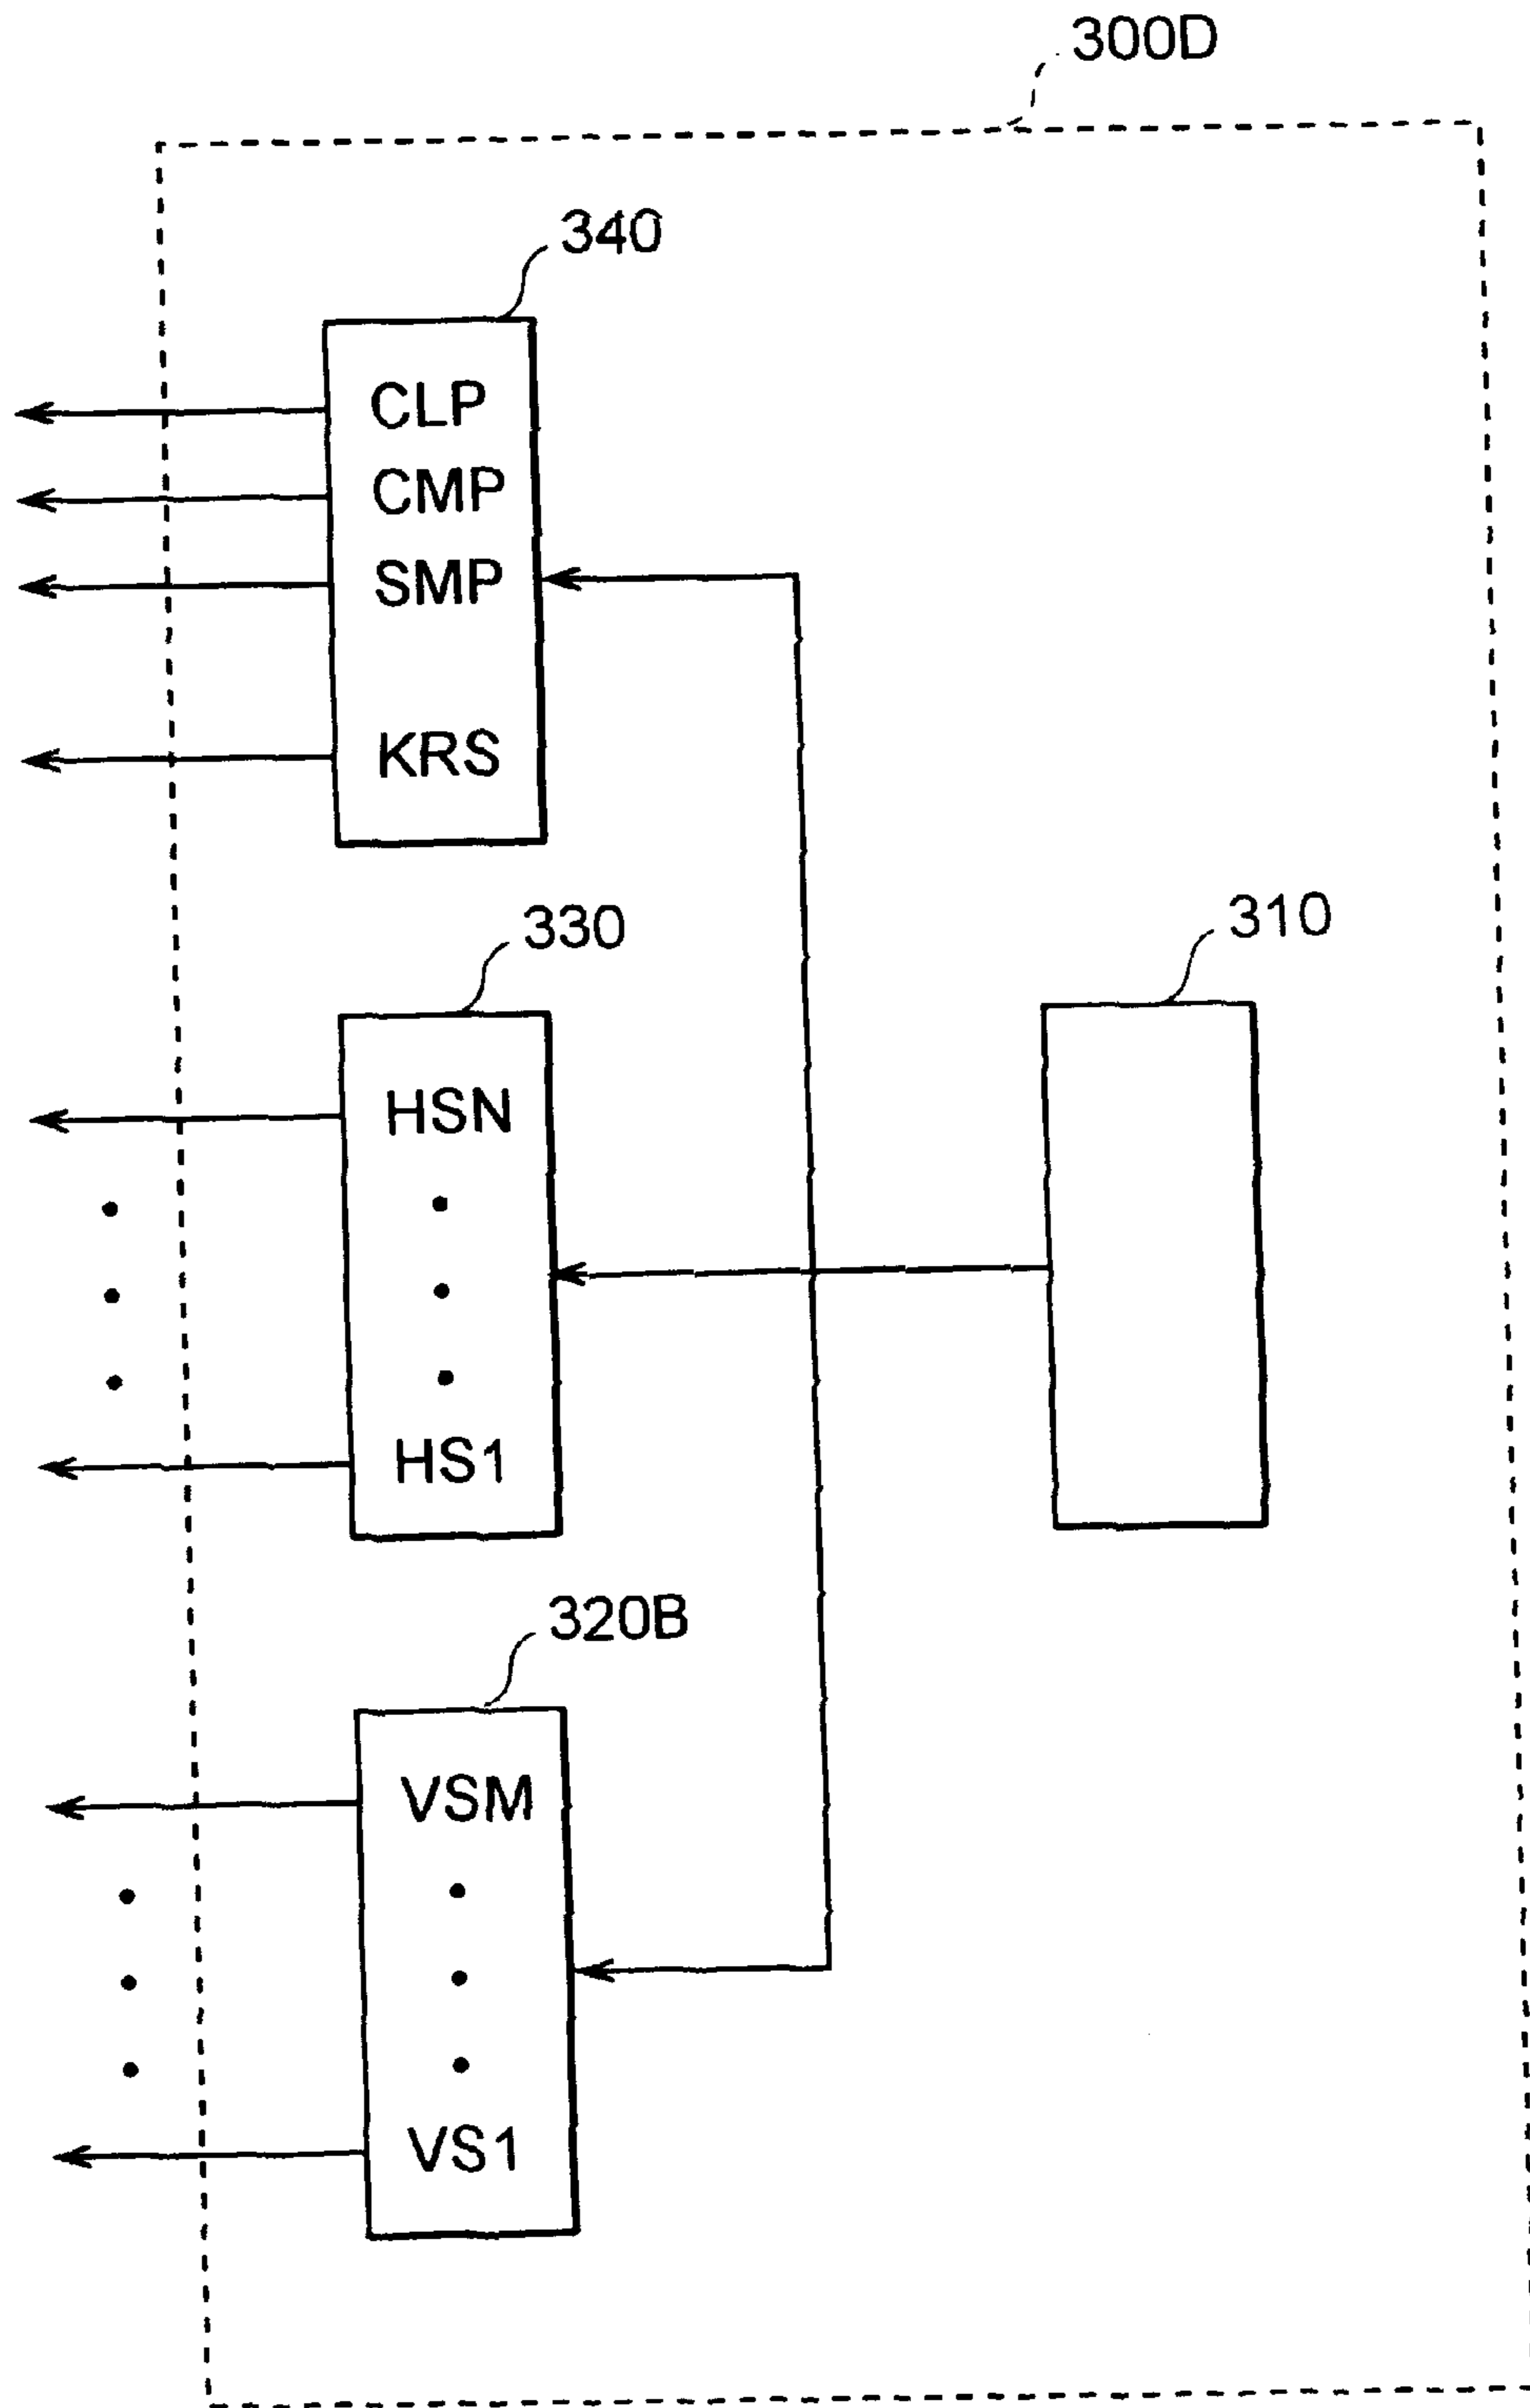 300D
340
CLP
CMP
SMP
KRS
330
310
HSN
HS1
320B
VSM
VS1